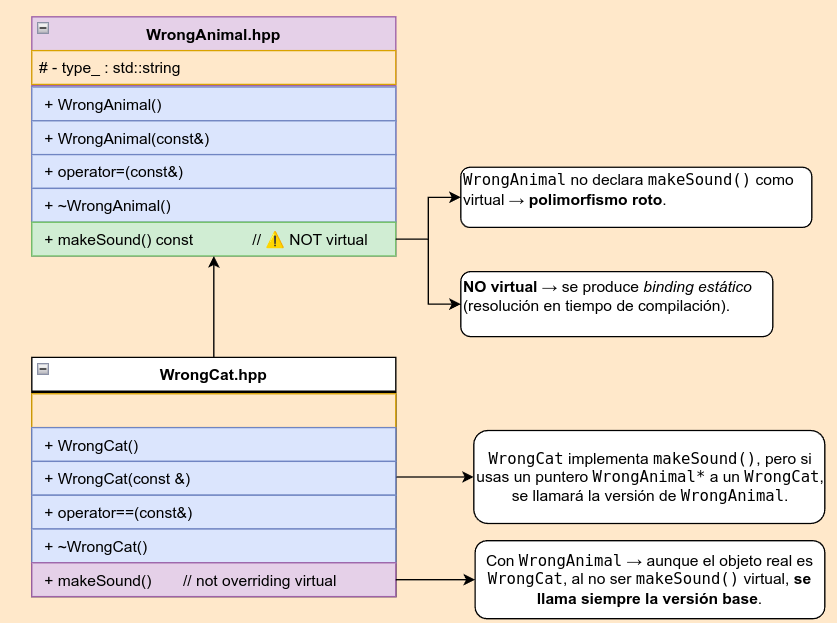 WrongAnimal.hpp
# - type_ : std::string
+ WrongAnimal()
+ WrongAnimal(const&)
+ operator=(const&)
+ ~WrongAnimal()
+ makeSound() const // ⚠️ NOT virtual
WrongAnimal no declara makeSound() como
virtual → polimorfismo roto.
NO virtual → se produce binding estático
(resolución en tiempo de compilación).
WrongCat.hpp
+ WrongCat()
+ WrongCat(const &)
+ operator==(const&)
+ ~WrongCat()
+ makeSound() // not overriding virtual
WrongCat implementa makeSound(), pero si
usas un puntero WrongAnimal* a un WrongCat,
se llamará la versión de WrongAnimal.
Con WrongAnimal → aunque el objeto real es
WrongCat, al no ser makeSound() virtual, se
llama siempre la versión base.